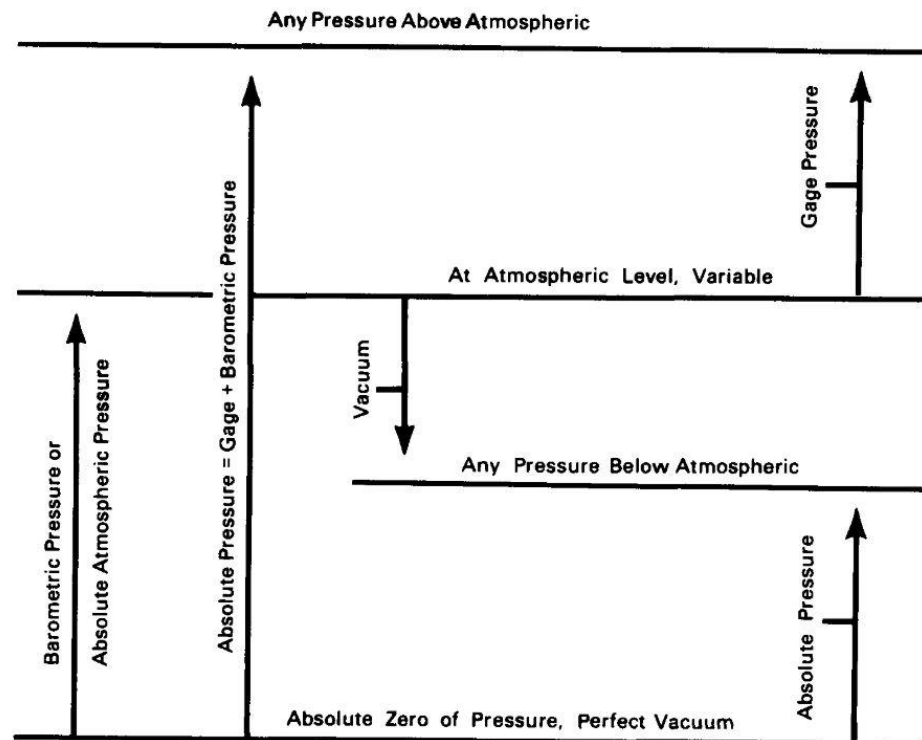 Any Pressure Above Atmospheric
Gage Pressure
Absolute Pressure = Gage + Barometric Pressure
At Atmospheric Level, Variable
Vacuum
Barometric Pressure or
Absolute Atmospheric Pressure
Any Pressure Below Atmospheric
Absolute Pressure
Absolute Zero of Pressure, Perfect Vacuum